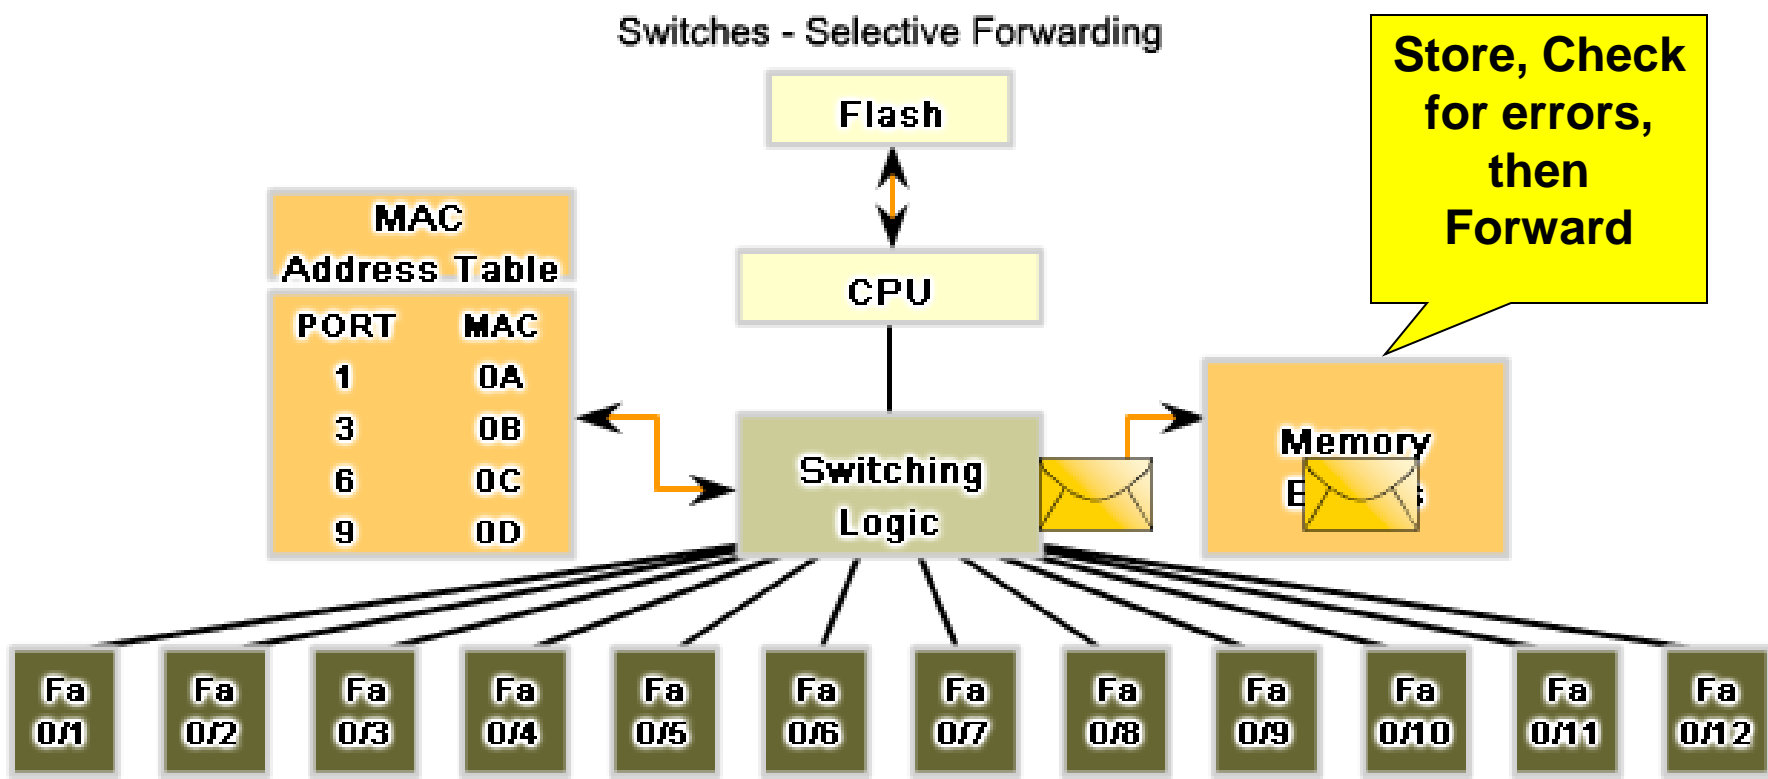 Switches - Selective Forwarding
Store, Check
for errors,
then
Forward
Flash
MAC
Address Table
CPU
PORT MAC
1 0A
3 0B
6 0C
9 0D
Switching
Logic
Memory
Fa
0/1
Fa
0/2
Fa
0/3
Fa
0/4
Fa
0/5
Fa
0/6
Fa
0/7
Fa
0/8
Fa
0/9
Fa
0/10
Fa
0/11
Fa
0/12